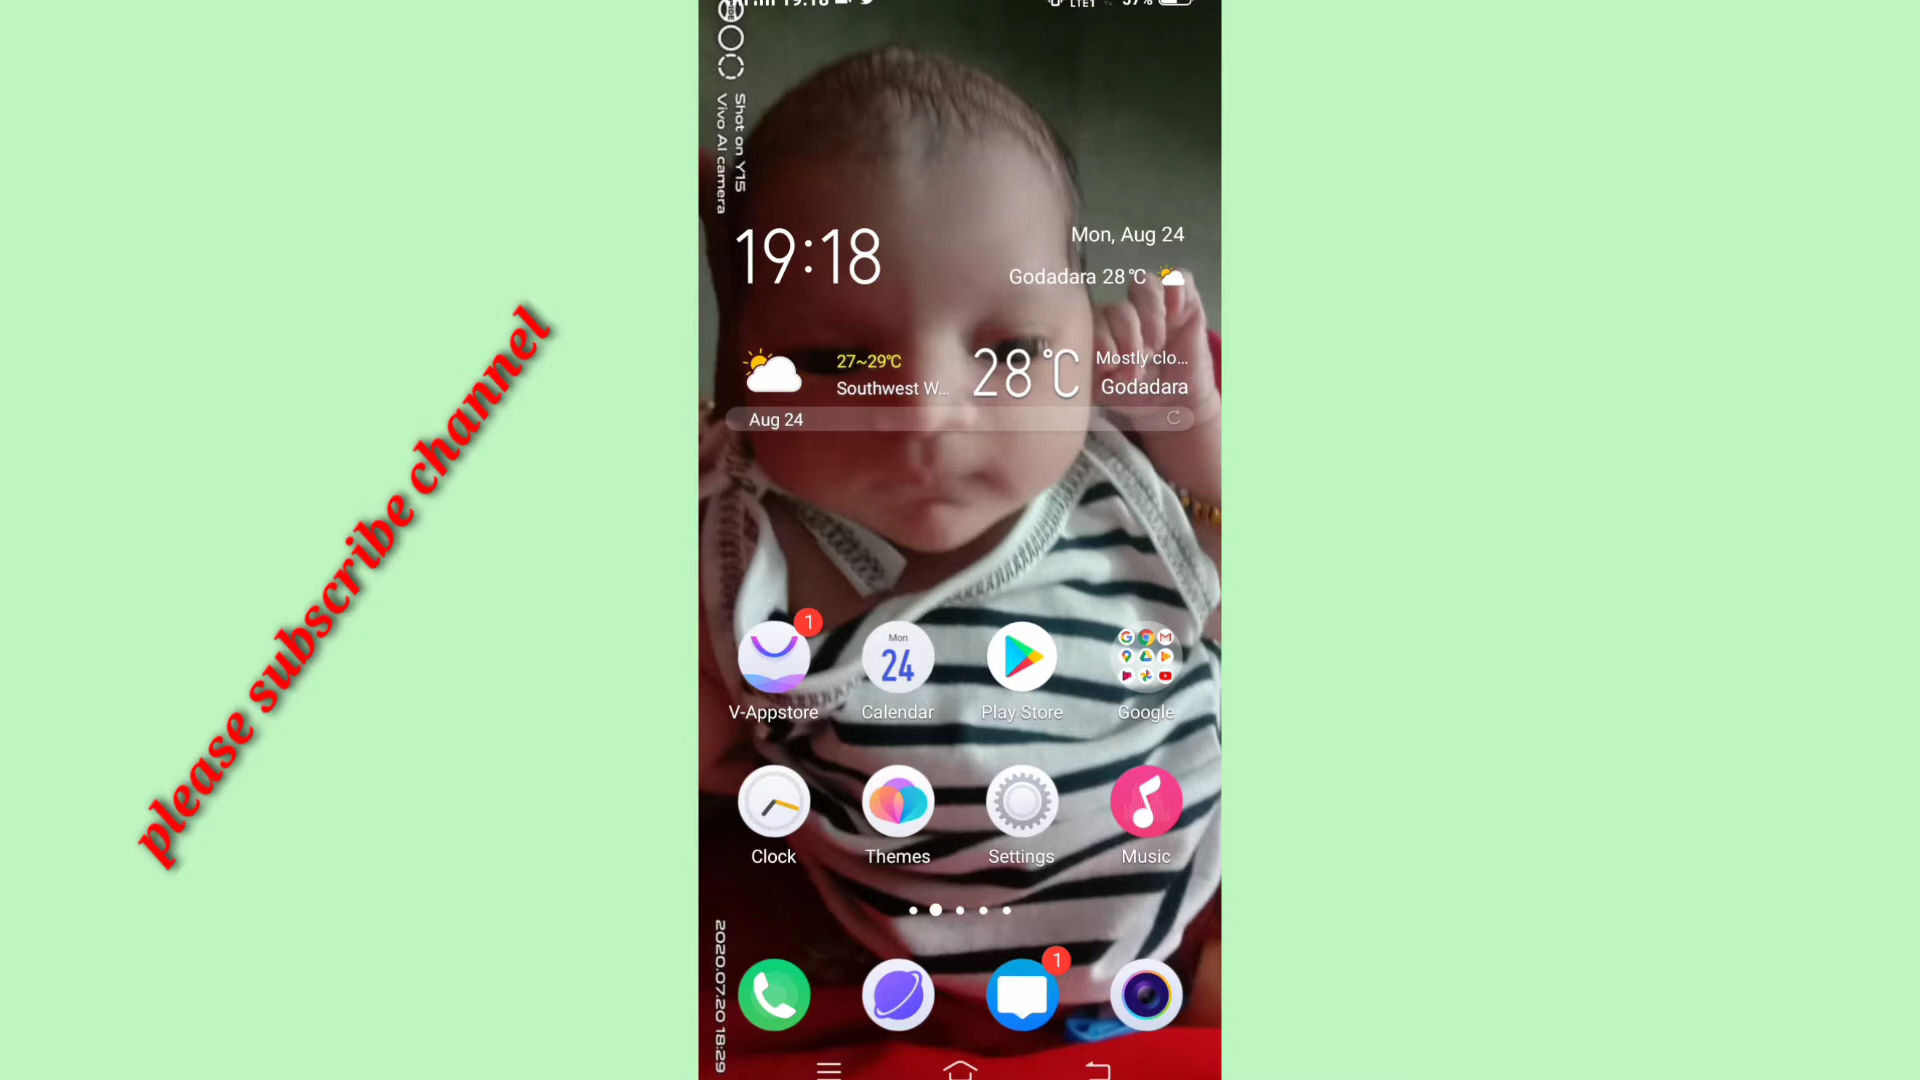 19:18
Mon, Aug 24
Godadara 28°C
27~29°C
Southwest W...
28°C
Mostly clo...
Godadara
Aug 24
1
Mon
24
V-Appstore
Calendar
Play Store
Google
Clock
Themes
Settings
Music
1
Shot on Y15
Vivo AI camera
2020.07.20 18:29
please subscribe channel